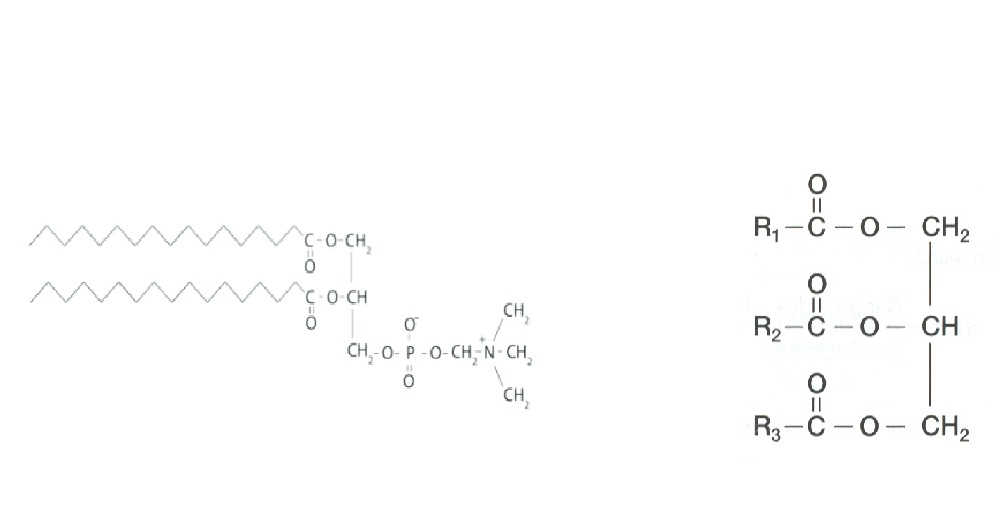 C-O-CH₂
O
C-O-CH
O
CH₂-O-P-O-CH₂-N-CH₂
O⁻
O
+
CH₂
CH₂
O
R₁-C-O-CH₂
O
R₂-C-O-CH
O
R₃-C-O-CH₂